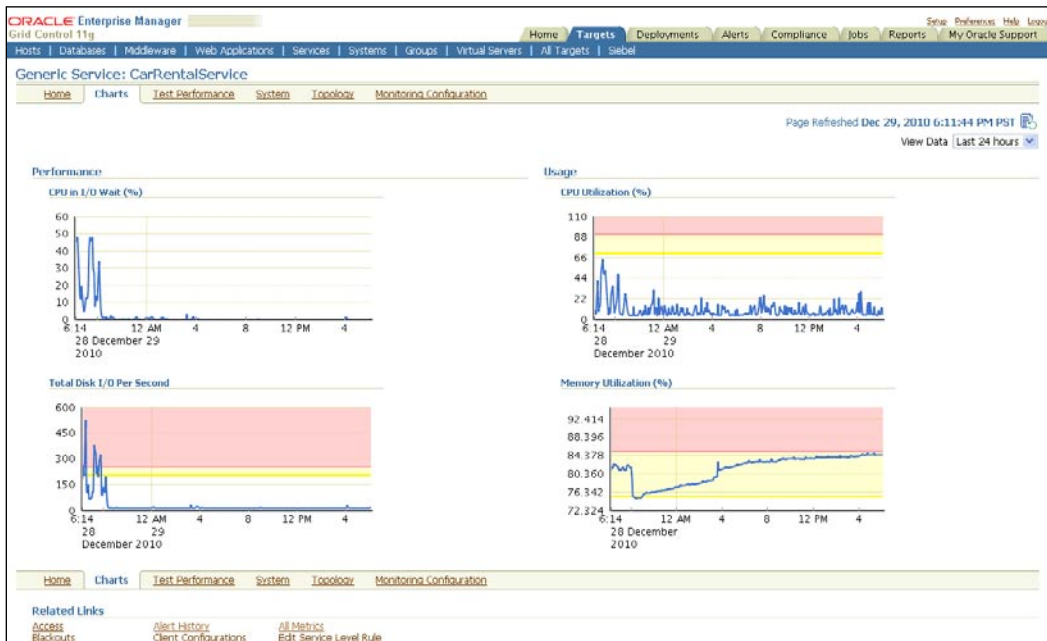 ORACLE Enterprise Manager
Grid Control 11g
Setup Preferences Help Logout
Home Targets Deployments Alerts Compliance Jobs Reports My Oracle Support
Hosts | Databases | Middleware | Web Applications | Services | Systems | Groups | Virtual Servers | All Targets | Siebel
Generic Service: CarRentalService
Home Charts Test Performance System Topology Monitoring Configuration
Page Refreshed Dec 29, 2010 6:11:44 PM PST
View Data Last 24 hours
Performance
CPU in I/O Wait (%)
60
50
40
30
20
10
0
6:14 12 AM 4 8 12 PM 4
28 December 29
2010
Usage
CPU Utilization (%)
110
88
66
44
22
0
6:14 12 AM 4 8 12 PM 4
28 29
December 2010
Total Disk I/O Per Second
600
450
300
150
0
6:14 12 AM 4 8 12 PM 4
28 29
December 2010
Memory Utilization (%)
92.414
88.396
84.378
80.360
76.342
72.324
6:14 12 AM 4 8 12 PM 4
28 December
2010
Home Charts Test Performance System Topology Monitoring Configuration
Related Links
Access Alert History All Metrics
Blackouts Client Configurations Edit Service Level Rule